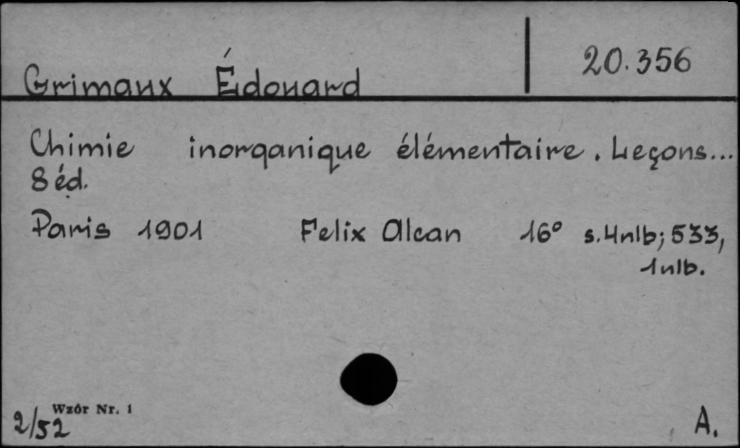 20.356
Grimaux Édouard
Chimie inorganique élémentaire. Leçons...
8 éd.
Paris 1901 Felix Alcan 16° s. 4nlb; 533,
1nlb.
Wzór Nr. 1
2/52
A.